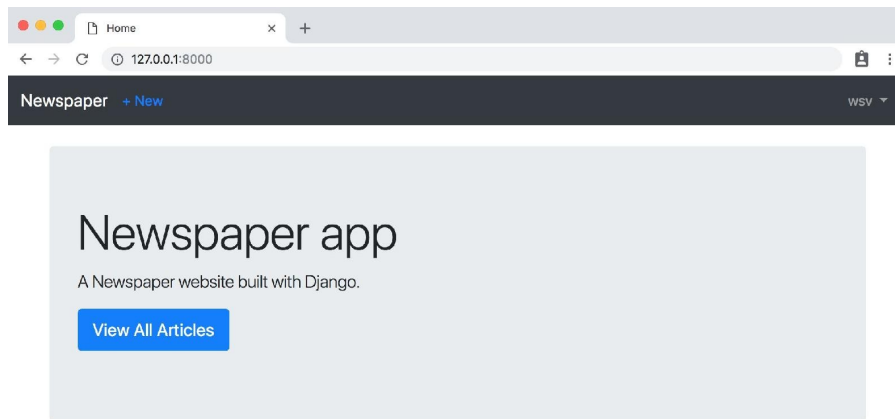 Home
127.0.0.1:8000
Newspaper + New wsv
Newspaper app
A Newspaper website built with Django.
View All Articles